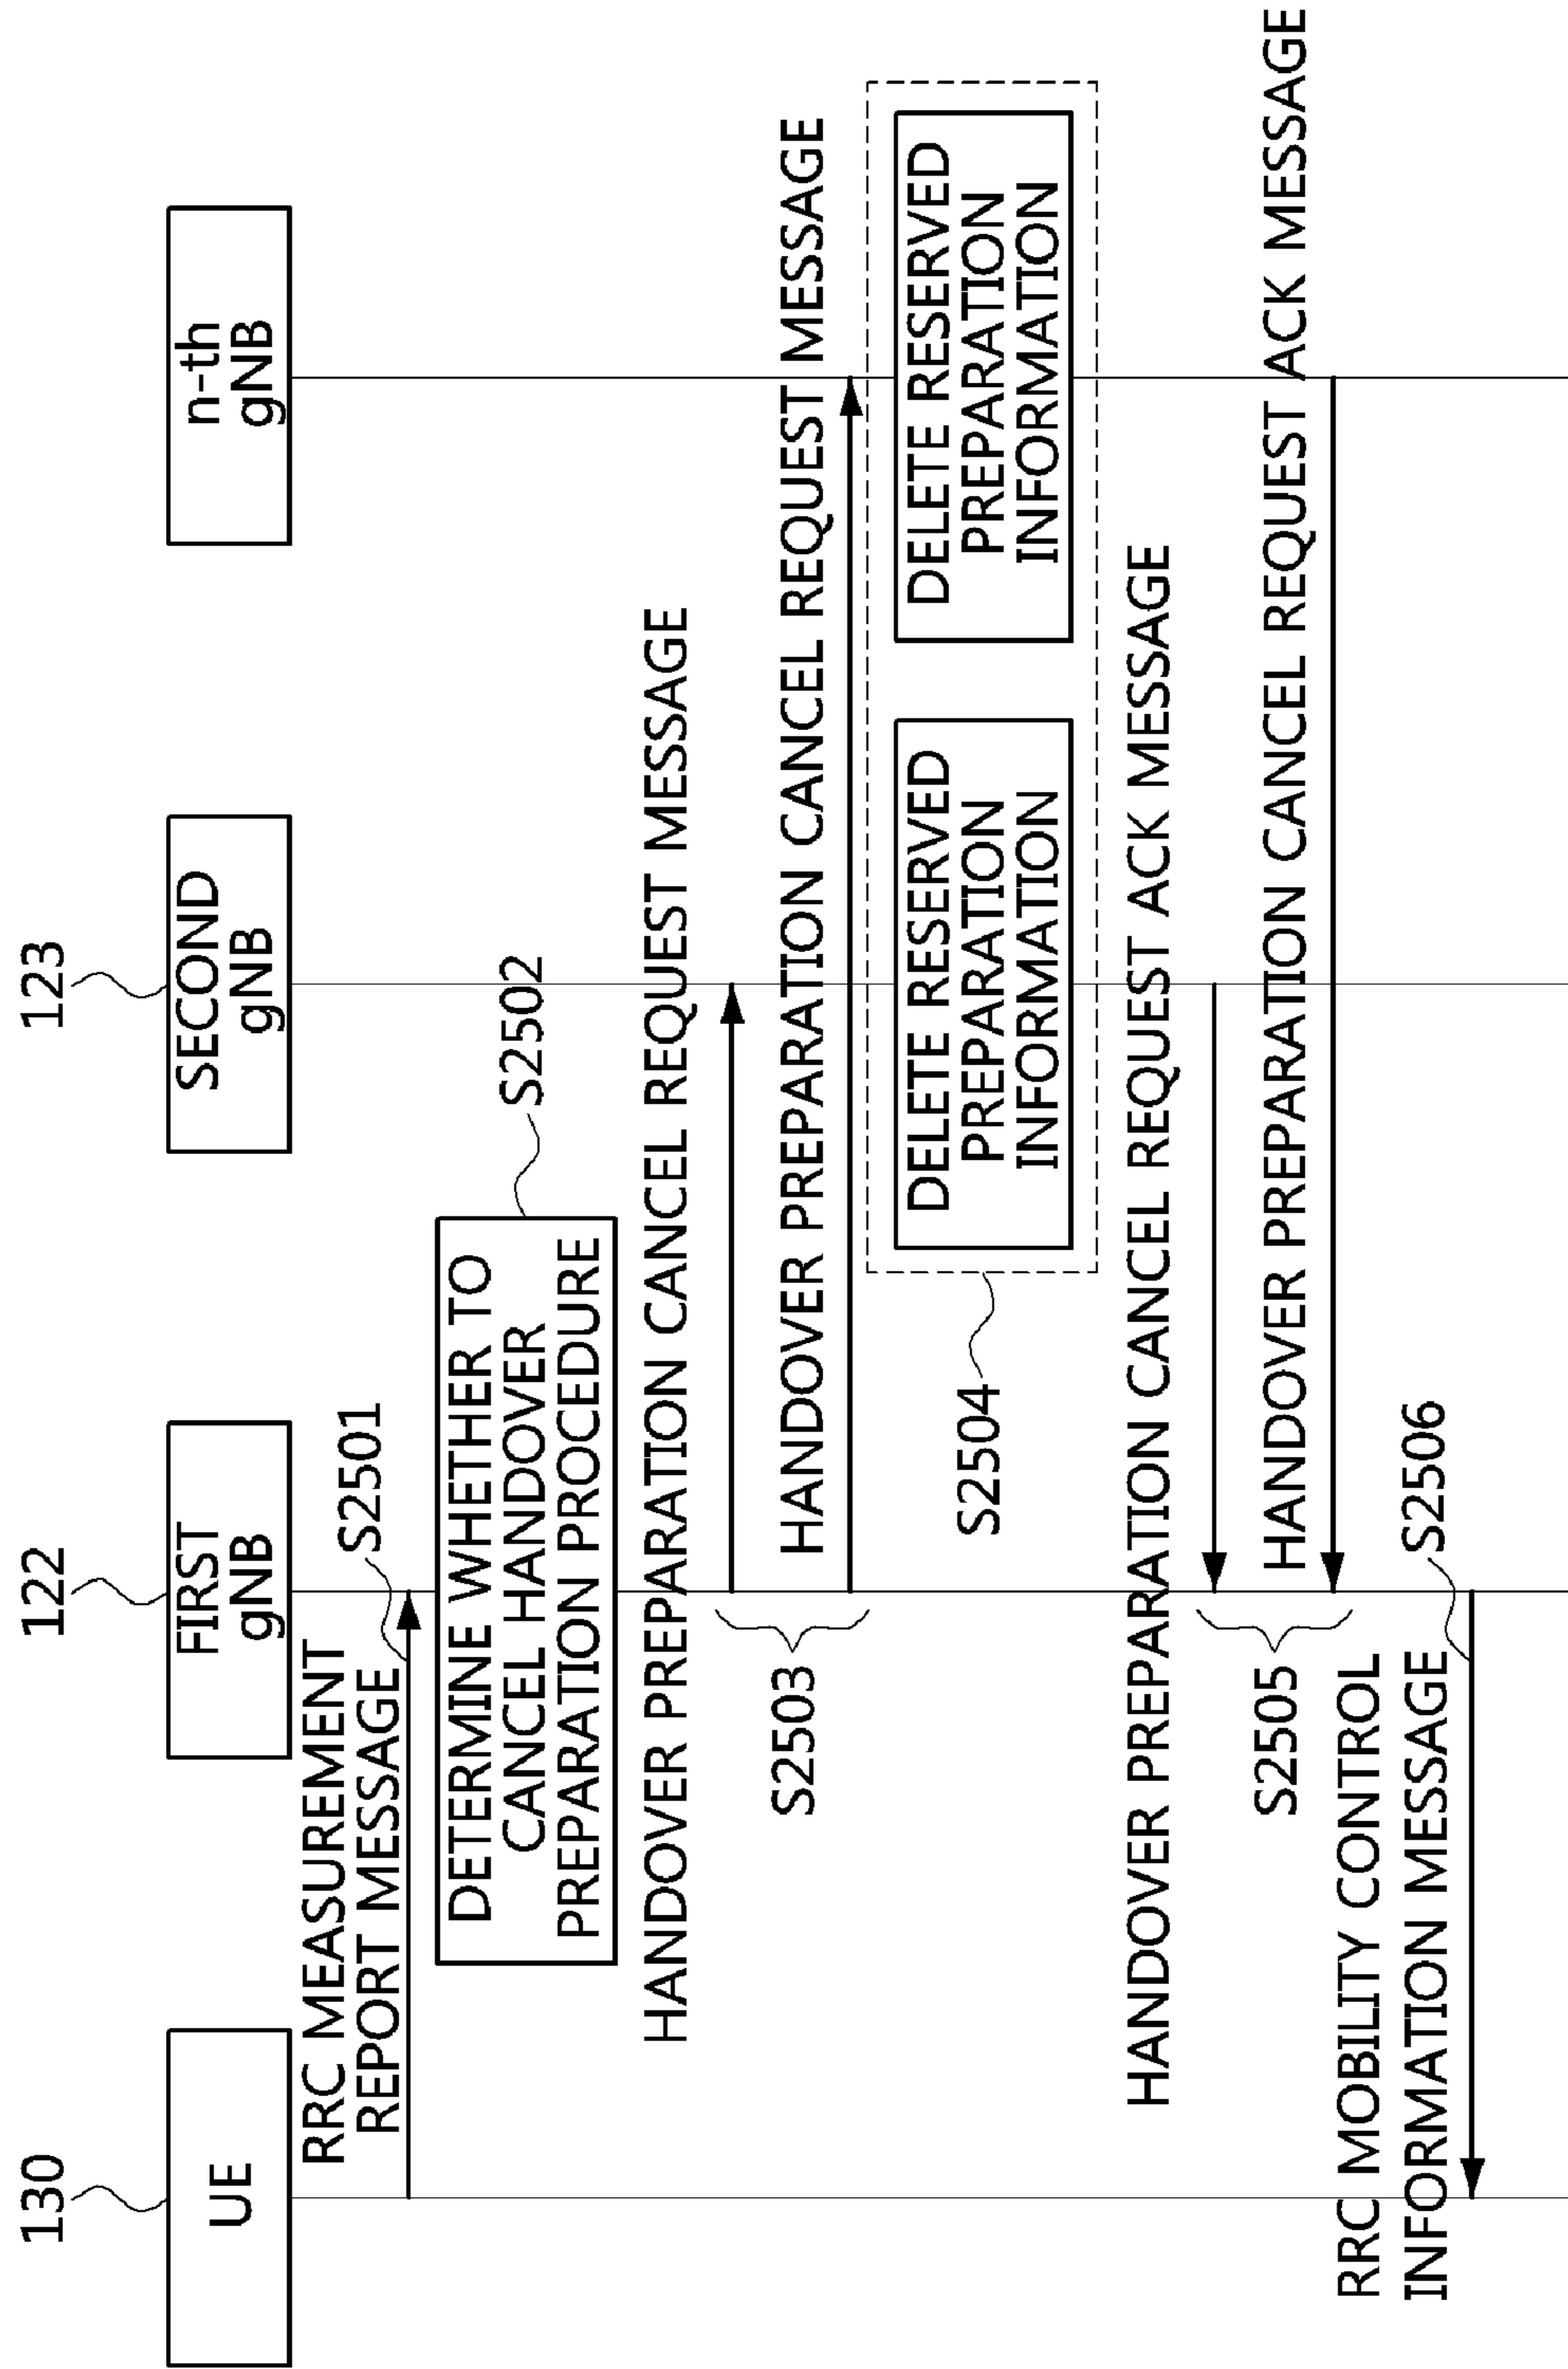 130
122
123
UE
FIRST
gNB
SECOND
gNB
n-th
gNB
RRC MEASUREMENT
REPORT MESSAGE
S2501
DETERMINE WHETHER TO
CANCEL HANDOVER
PREPARATION PROCEDURE
S2502
HANDOVER PREPARATION CANCEL REQUEST MESSAGE
HANDOVER PREPARATION CANCEL REQUEST MESSAGE
S2503
DELETE RESERVED
PREPARATION
INFORMATION
DELETE RESERVED
PREPARATION
INFORMATION
S2504
HANDOVER PREPARATION CANCEL REQUEST ACK MESSAGE
HANDOVER PREPARATION CANCEL REQUEST ACK MESSAGE
S2505
RRC MOBILITY CONTROL
INFORMATION MESSAGE
S2506